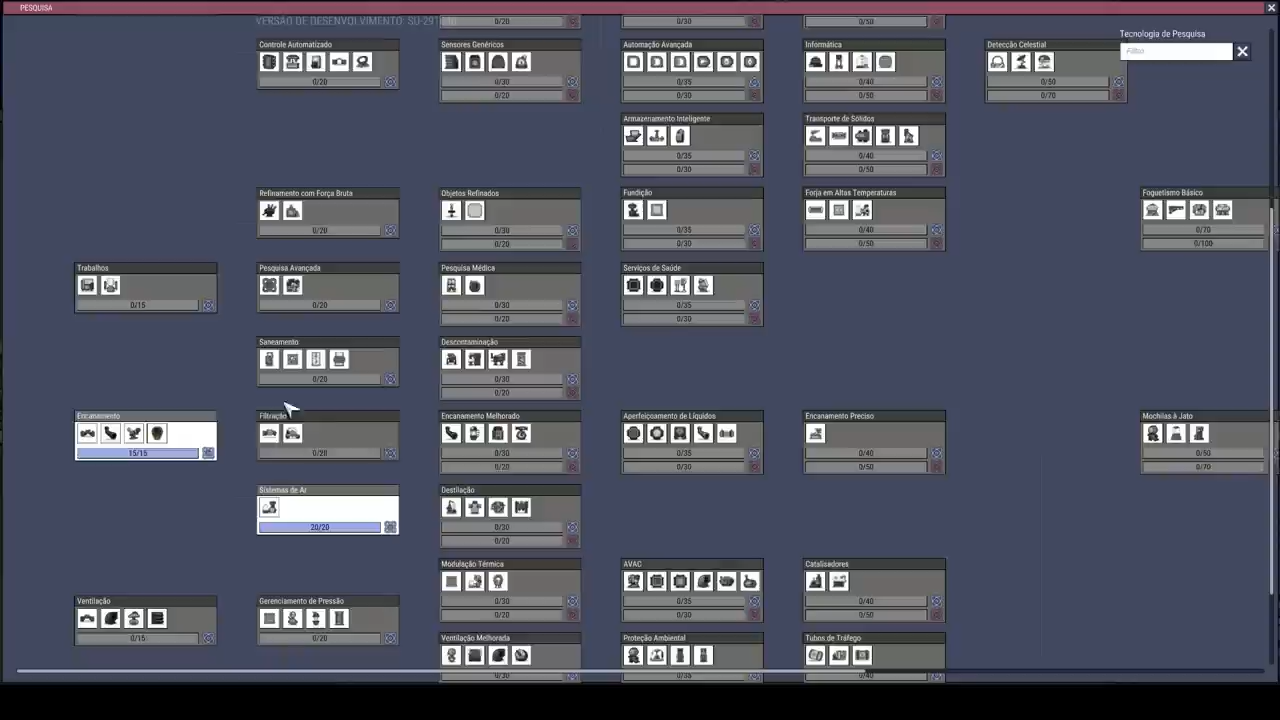 PESQUISA
VERSÃO DE DESENVOLVIMENTO: SU-291
0/20
0/30
0/50
Tecnologia de Pesquisa
Filtro
Controle Automatizado
Sensores Genéricos
Automação Avançada
Informática
Detecção Celestial
0/20
0/30
0/35
0/40
0/50
0/20
0/30
0/50
0/70
Armazenamento Inteligente
Transporte de Sólidos
0/35
0/40
0/30
0/50
Refinamento com Força Bruta
Objetos Refinados
Fundição
Forja em Altas Temperaturas
Foguetismo Básico
0/20
0/30
0/35
0/40
0/70
0/20
0/30
0/50
0/100
Trabalhos
Pesquisa Avançada
Pesquisa Médica
Serviços de Saúde
0/15
0/20
0/30
0/35
0/20
0/30
Saneamento
Descontaminação
0/20
0/30
0/20
Encanamento
Filtração
Encanamento Melhorado
Aperfeiçoamento de Líquidos
Encanamento Preciso
Mochilas à Jato
15/15
0/20
0/30
0/35
0/40
0/50
0/20
0/30
0/50
0/70
Sistemas de Ar
Destilação
20/20
0/30
0/20
Modulação Térmica
AVAC
Catalisadores
0/30
0/35
0/40
0/20
0/30
0/50
Ventilação
Gerenciamento de Pressão
0/15
0/20
Ventilação Melhorada
Proteção Ambiental
Tubos de Tráfego
0/30
0/35
0/40